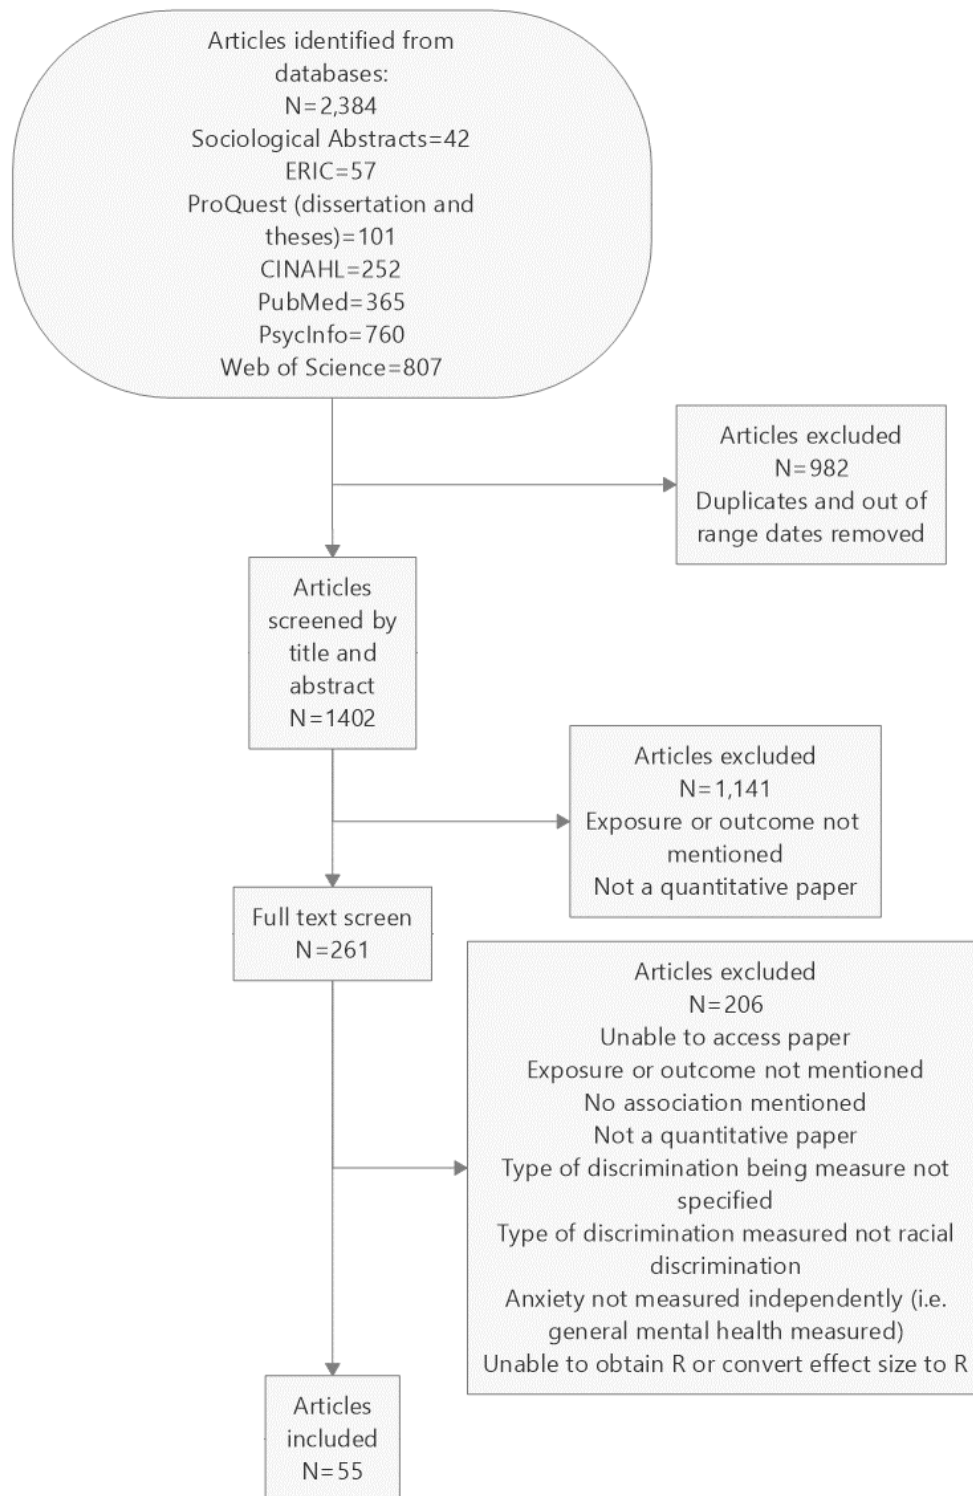 Articles identified from
databases:
N=2,384
Sociological Abstracts=42
ERIC=57
ProQuest (dissertation and
theses)=101
CINAHL=252
PubMed=365
PsycInfo=760
Web of Science=807
Articles excluded
N=982
Duplicates and out of
range dates removed
Articles
screened by
title and
abstract
N=1402
Articles excluded
N=1,141
Exposure or outcome not
mentioned
Not a quantitative paper
Full text screen
N=261
Articles excluded
N=206
Unable to access paper
Exposure or outcome not mentioned
No association mentioned
Not a quantitative paper
Type of discrimination being measure not
specified
Type of discrimination measured not racial
discrimination
Anxiety not measured independently (i.e.
general mental health measured)
Unable to obtain R or convert effect size to R
Articles
included
N=55